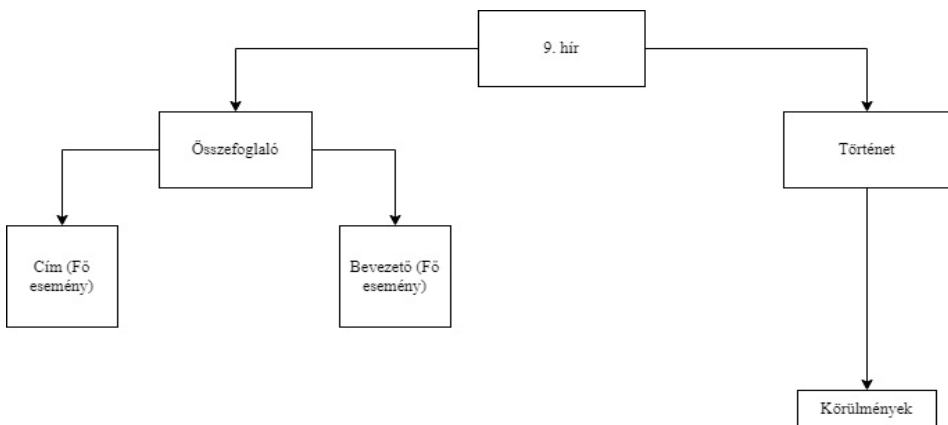 9. hír
Összefoglaló
Történet
Cím (Fő
esemény)
Bevezető (Fő
esemény)
Körülmények